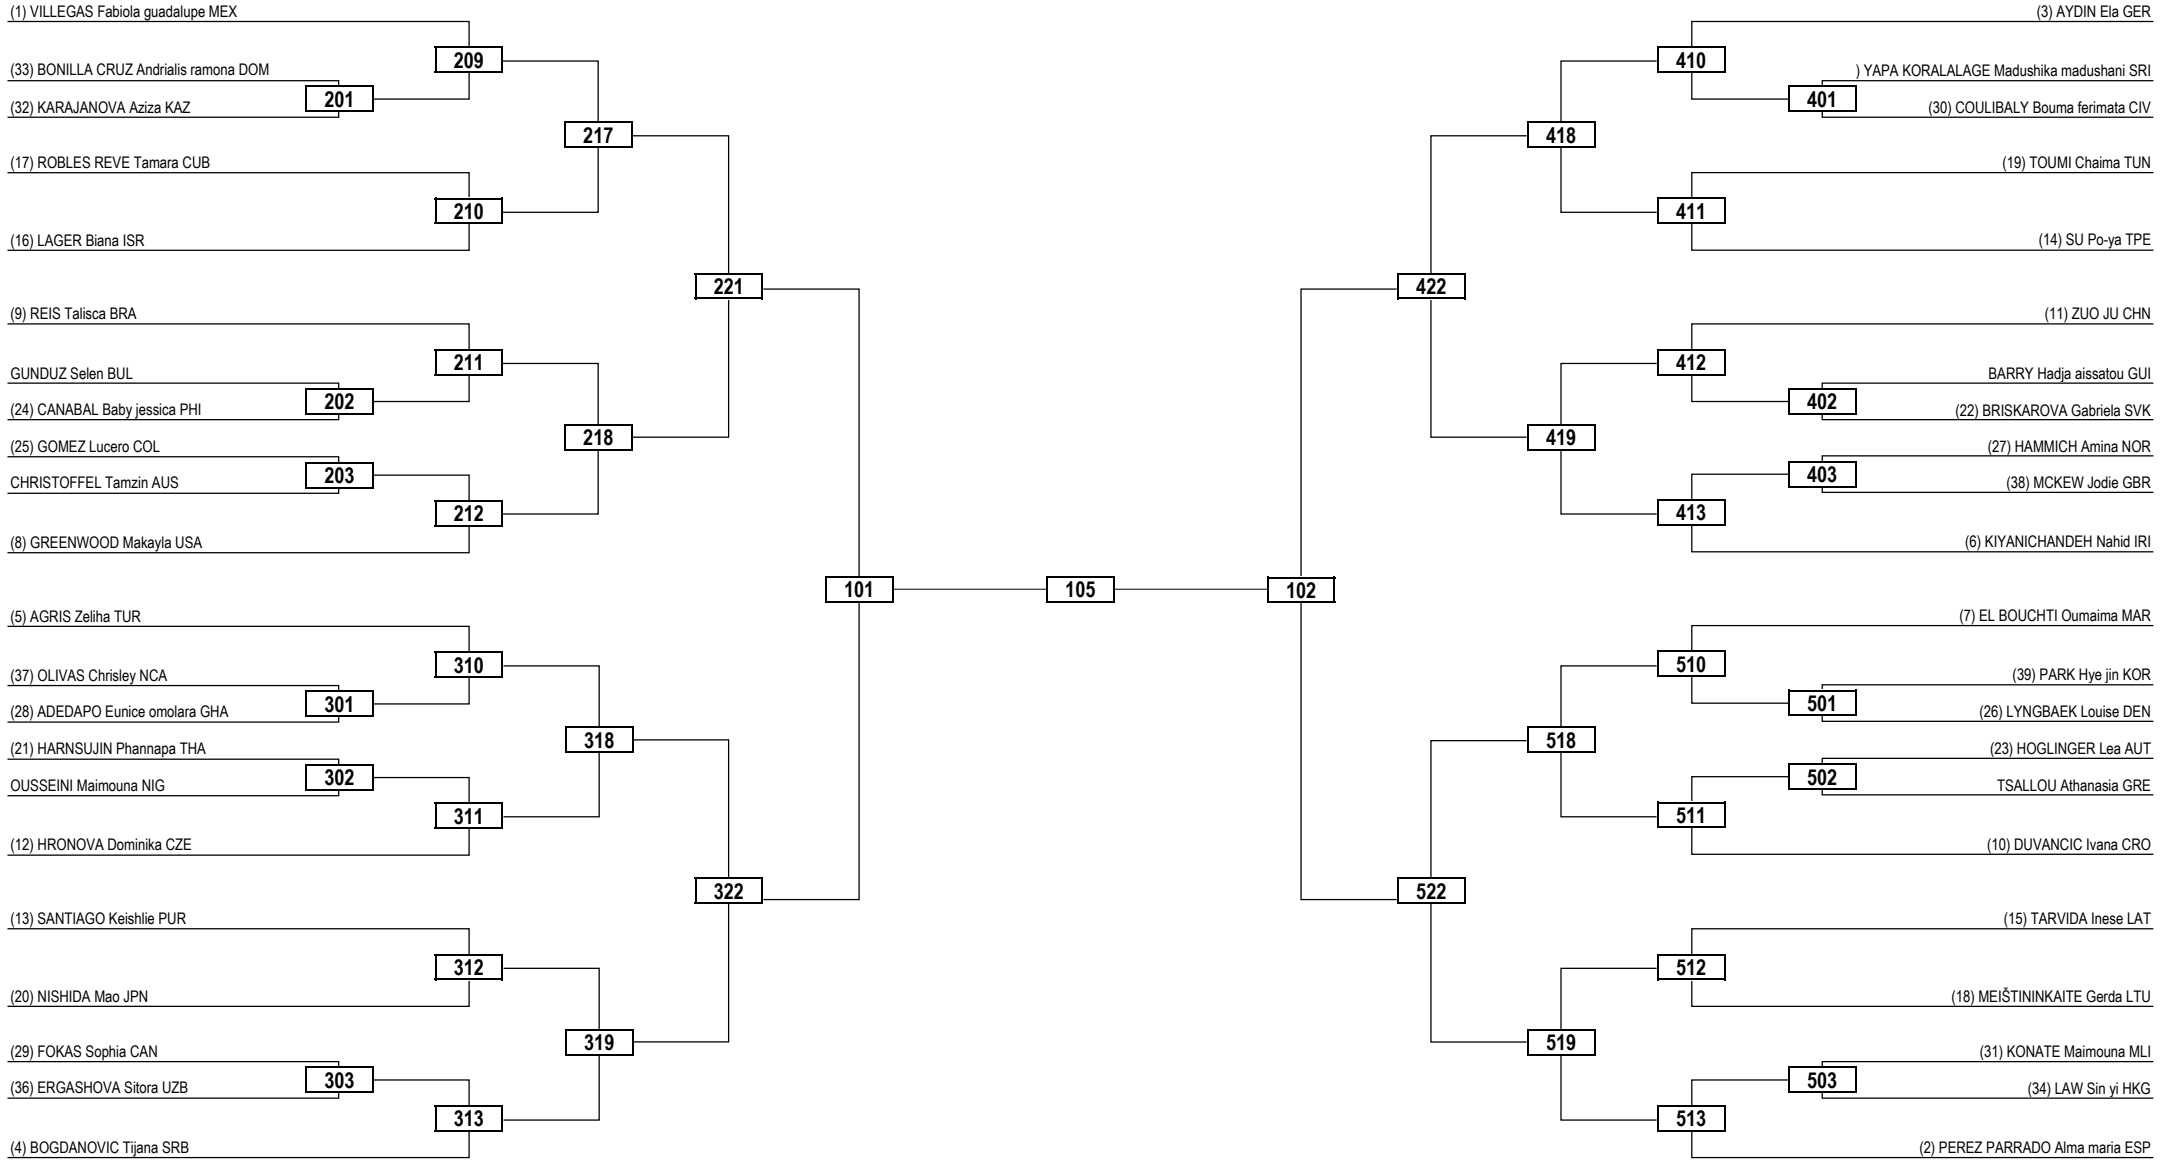 (1) VILLEGAS Fabiola guadalupe MEX
209
(33) BONILLA CRUZ Andrialis ramona DOM
201
(32) KARAJANOVA Aziza KAZ
217
(17) ROBLES REVE Tamara CUB
210
(16) LAGER Biana ISR
221
(9) REIS Talisca BRA
211
GUNDUZ Selen BUL
202
(24) CANABAL Baby jessica PHI
218
(25) GOMEZ Lucero COL
203
CHRISTOFFEL Tamzin AUS
212
(8) GREENWOOD Makayla USA
101
(5) AGRIS Zeliha TUR
310
(37) OLIVAS Chrisley NCA
301
(28) ADEDAPO Eunice omolara GHA
318
(21) HARNSUJIN Phannapa THA
302
OUSSEINI Maimouna NIG
311
(12) HRONOVA Dominika CZE
322
(13) SANTIAGO Keishlie PUR
312
(20) NISHIDA Mao JPN
319
(29) FOKAS Sophia CAN
303
(36) ERGASHOVA Sitora UZB
313
(4) BOGDANOVIC Tijana SRB
105
(3) AYDIN Ela GER
410
) YAPA KORALALAGE Madushika madushani SRI
401
(30) COULIBALY Bouma ferimata CIV
418
(19) TOUMI Chaima TUN
411
(14) SU Po-ya TPE
422
(11) ZUO JU CHN
412
BARRY Hadja aissatou GUI
402
(22) BRISKAROVA Gabriela SVK
419
(27) HAMMICH Amina NOR
403
(38) MCKEW Jodie GBR
413
(6) KIYANICHANDEH Nahid IRI
102
(7) EL BOUCHTI Oumaima MAR
510
(39) PARK Hye jin KOR
501
(26) LYNGBAEK Louise DEN
518
(23) HOGLINGER Lea AUT
502
TSALLOU Athanasia GRE
511
(10) DUVANCIC Ivana CRO
522
(15) TARVIDA Inese LAT
512
(18) MEIŠTININKAITE Gerda LTU
519
(31) KONATE Maimouna MLI
503
(34) LAW Sin yi HKG
513
(2) PEREZ PARRADO Alma maria ESP